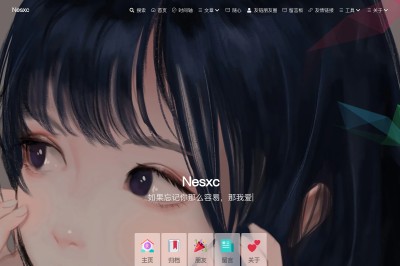 Nesxc
搜索 首页 时间轴 文章 随心 友链朋友圈 留言板 友情链接 工具 关于
Nesxc
如果忘记你那么容易，那我爱
主页 归档 朋友 留言 关于